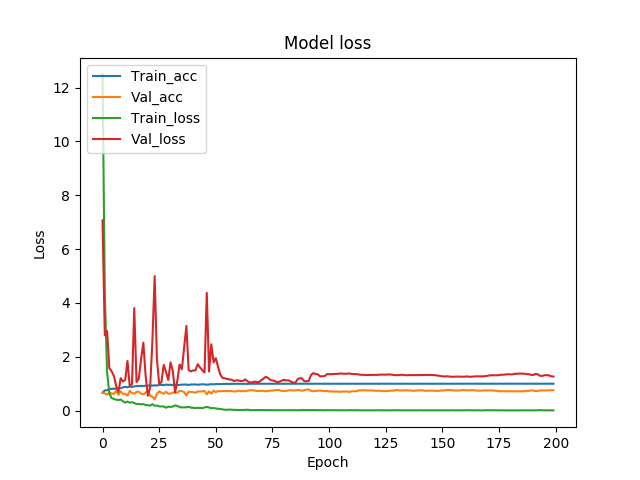 Model loss
Train_acc
Val_acc
Train_loss
Val_loss
12
10
8
6
4
2
0
Loss
0 25 50 75 100 125 150 175 200
Epoch